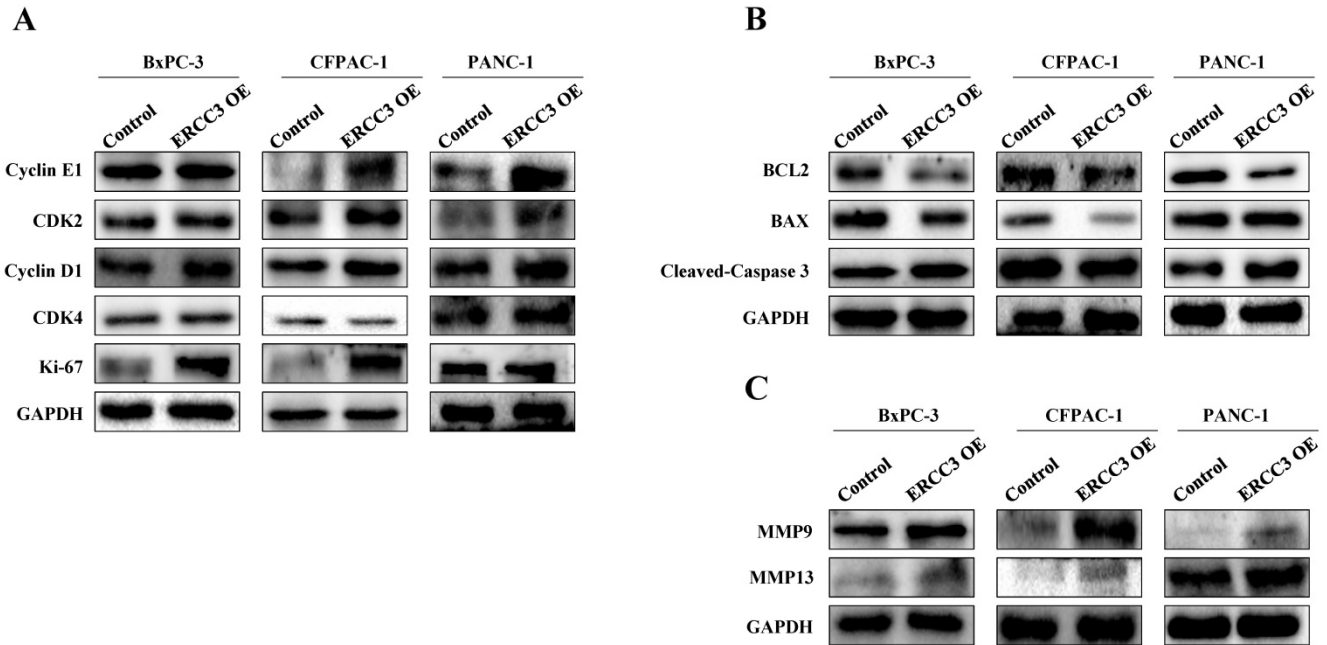 A
BxPC-3 CFPAC-1 PANC-1
Control ERCC3 OE Control ERCC3 OE Control ERCC3 OE
Cyclin E1
CDK2
Cyclin D1
CDK4
Ki-67
GAPDH
B
BxPC-3 CFPAC-1 PANC-1
Control ERCC3 OE Control ERCC3 OE Control ERCC3 OE
BCL2
BAX
Cleaved-Caspase 3
GAPDH
C
BxPC-3 CFPAC-1 PANC-1
Control ERCC3 OE Control ERCC3 OE Control ERCC3 OE
MMP9
MMP13
GAPDH